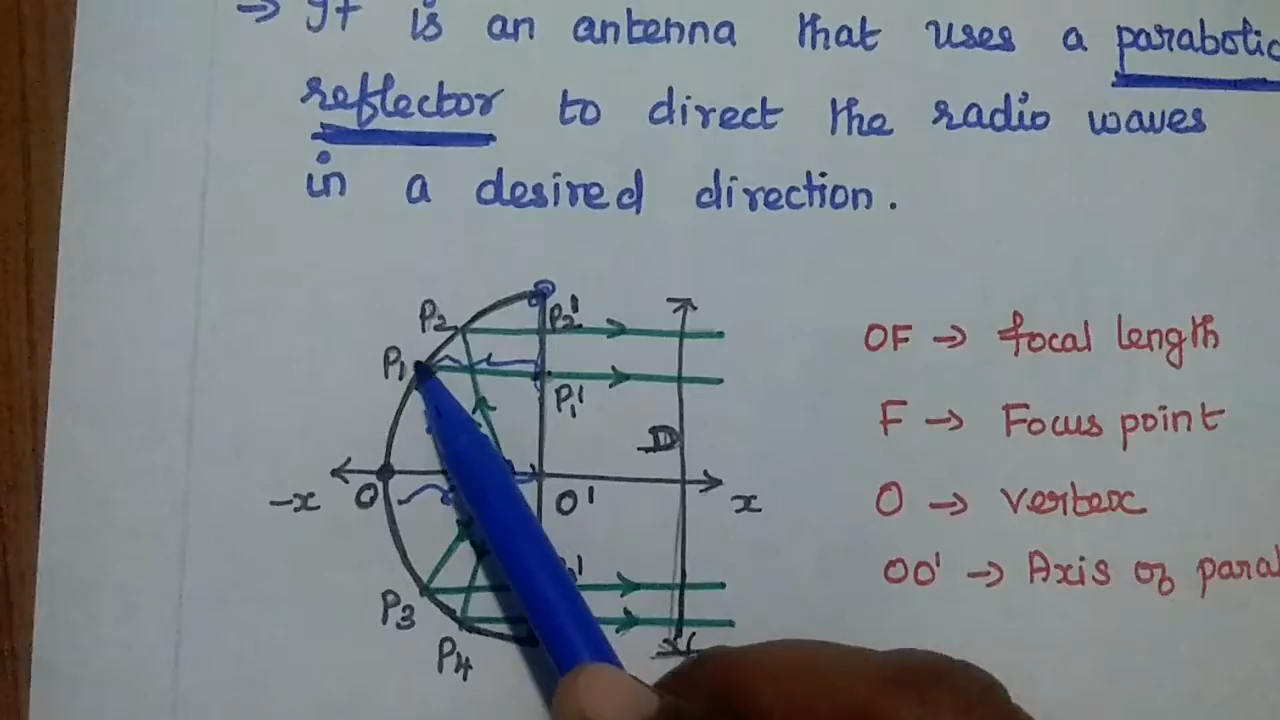 → It is an antenna that uses a parabolic
reflector to direct the radio waves
in a desired direction.
P2 P2'
P1 P1'
D
-x O O' x
P3
P4
OF → focal length
F → Focus point
O → vertex
OO' → Axis of para